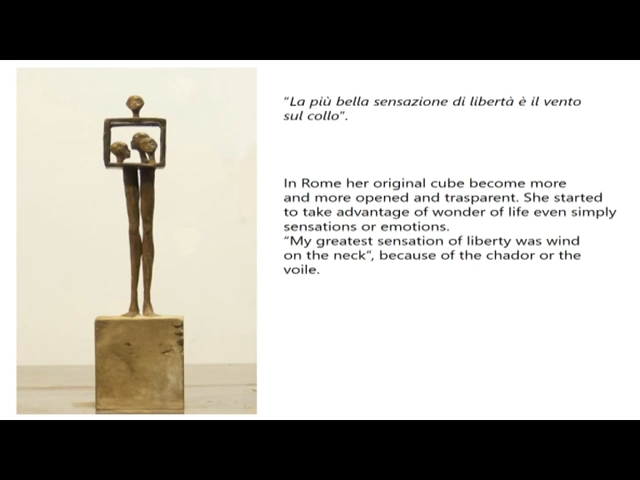 “La più bella sensazione di libertà è il vento
sul collo”.
In Rome her original cube become more
and more opened and trasparent. She started
to take advantage of wonder of life even simply
sensations or emotions.
“My greatest sensation of liberty was wind
on the neck”, because of the chador or the
voile.